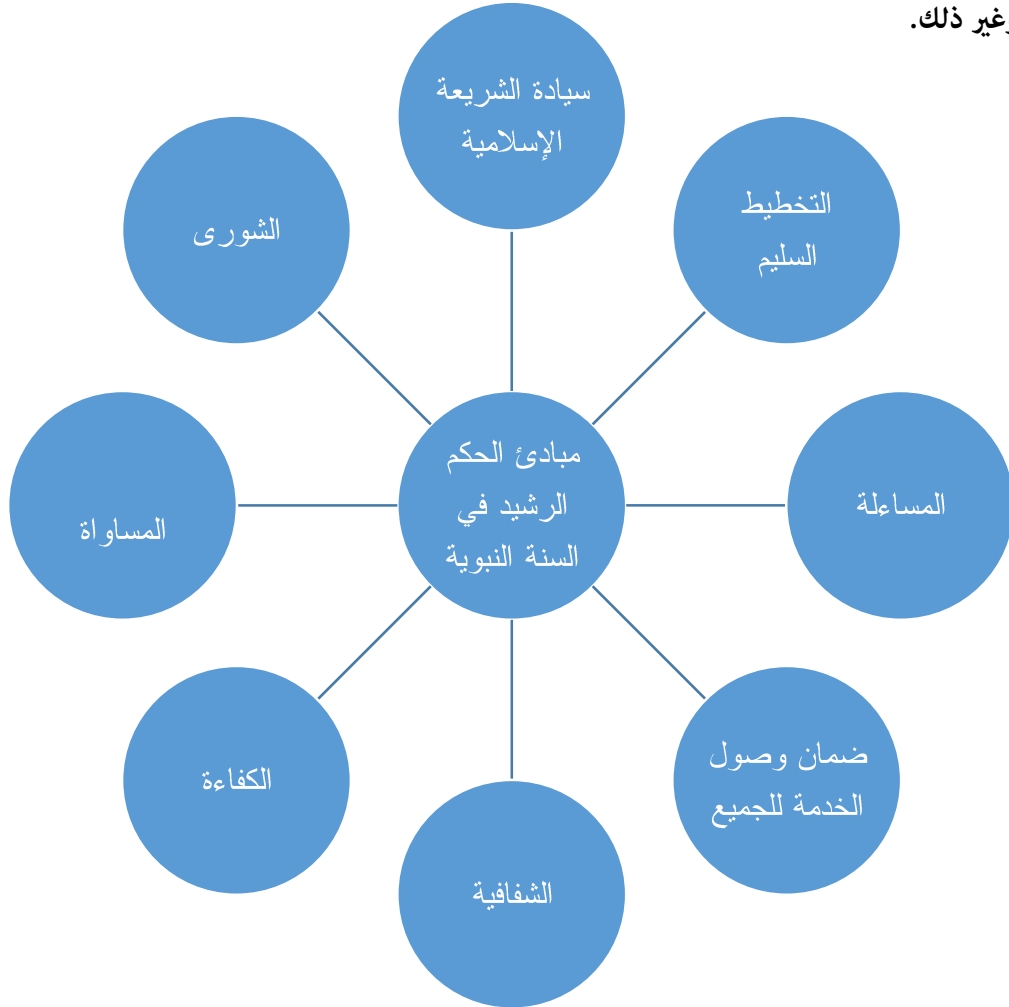 وغير ذلك.
سيادة الشريعة
الإسلامية
التخطيط
السليم
المساءلة
ضمان وصول
الخدمة للجميع
الشفافية
الكفاءة
المساواة
الشورى
مبادئ الحكم
الرشيد في
السنة النبوية